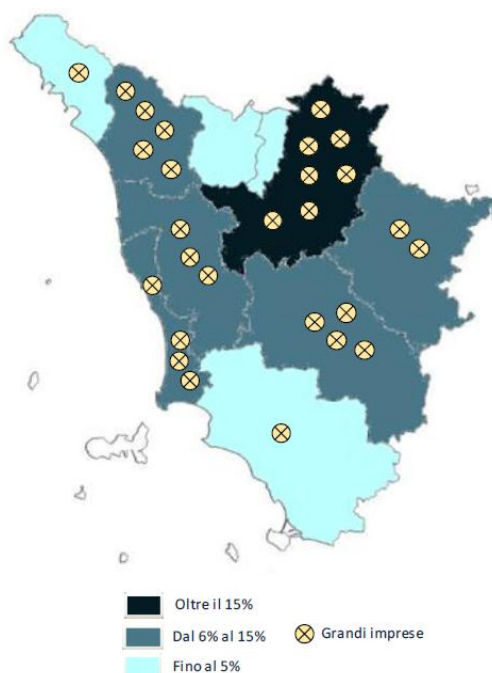 Oltre il 15%
Dal 6% al 15%
Grandi imprese
Fino al 5%